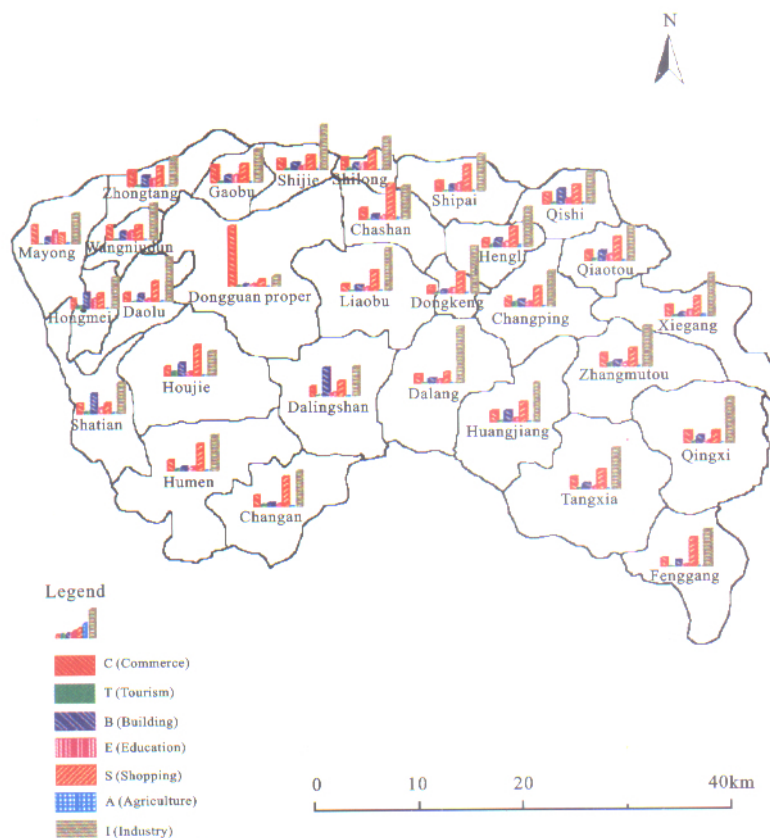 N
Zhongtang
Gaobu
Shijie
Shilong
Shipai
Qishi
Mayong
Wangniudun
Chashan
Hengli
Qiaotou
Hongmei
Daolu
Dongguan proper
Liaobu
Dongkeng
Changping
Xiegang
Houjie
Dalingshan
Dalang
Zhangmutou
Shatian
Huangjiang
Qingxi
Humen
Changan
Tangxia
Fenggang
Legend
C (Commerce)
T (Tourism)
B (Building)
E (Education)
S (Shopping)
A (Agriculture)
I (Industry)
0 10 20 40km